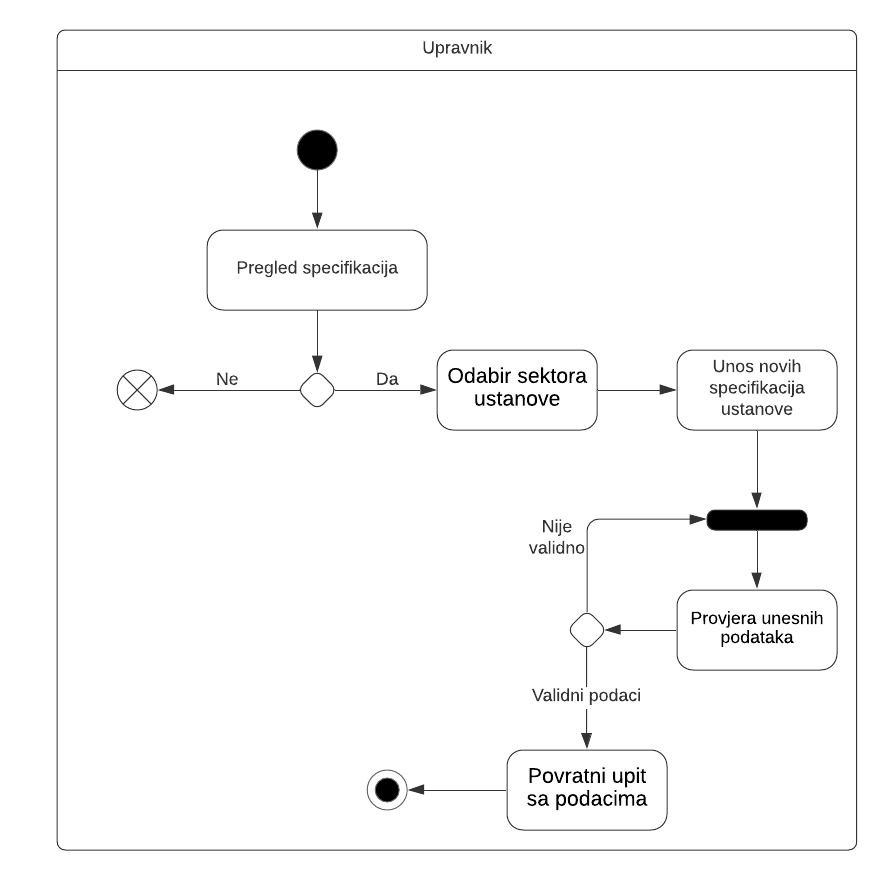 Upravnik
Pregled specifikacija
Ne
Da
Odabir sektora
ustanove
Unos novih
specifikacija
ustanove
Nije
validno
Provjera unesnih
podataka
Validni podaci
Povratni upit
sa podacima